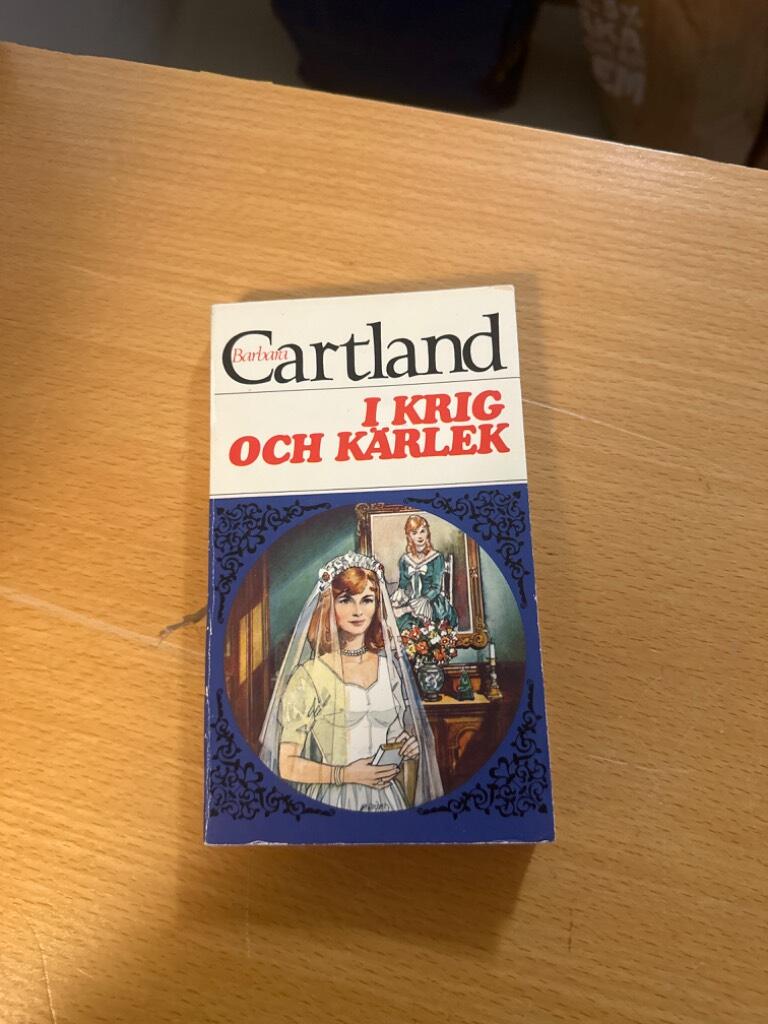 Barbara
Cartland
I KRIG
OCH KÄRLEK